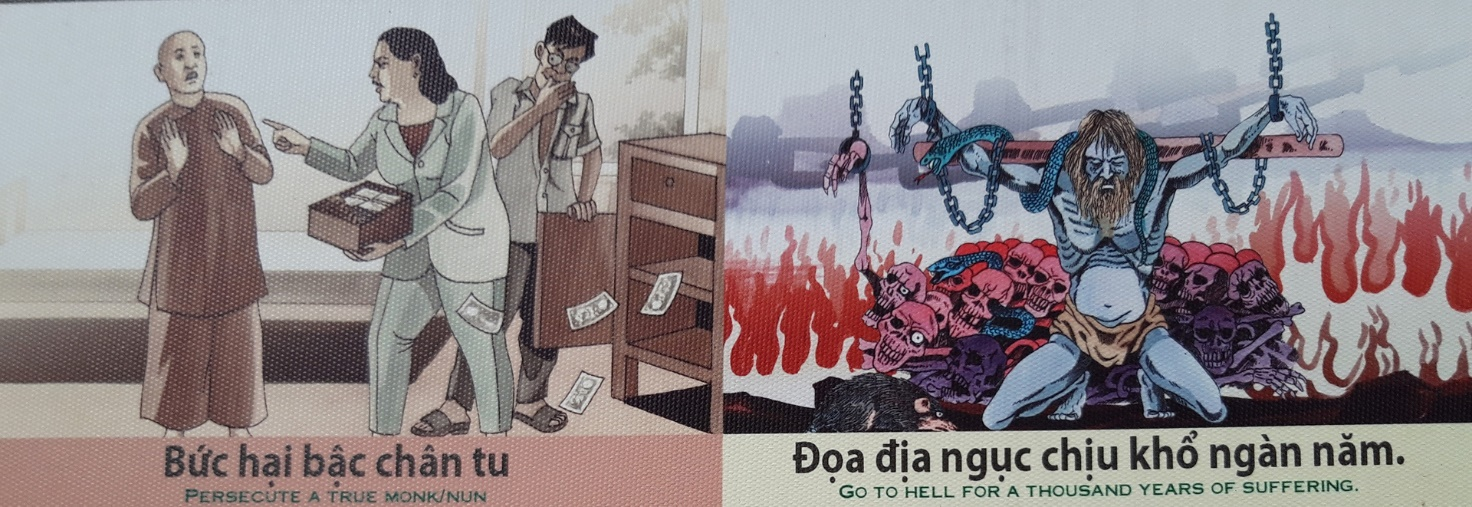 Bức hại bậc chân tu
PERSECUTE A TRUE MONK/NUN
Đọa địa ngục chịu khổ ngàn năm.
GO TO HELL FOR A THOUSAND YEARS OF SUFFERING.